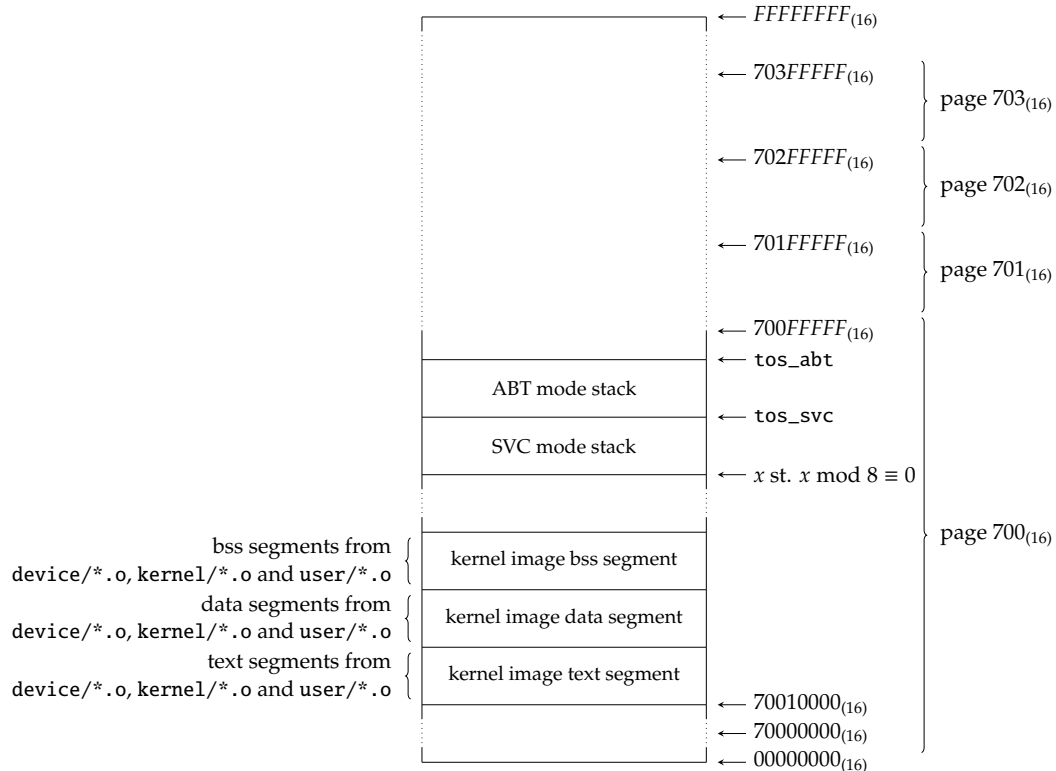 FFFFFFFF(16)
703FFFFF(16)
page 703(16)
702FFFFF(16)
page 702(16)
701FFFFF(16)
page 701(16)
700FFFFF(16)
tos_abt
ABT mode stack
tos_svc
SVC mode stack
x st. x mod 8 ≡ 0
page 700(16)
bss segments from
device/*.o, kernel/*.o and user/*.o
kernel image bss segment
data segments from
device/*.o, kernel/*.o and user/*.o
kernel image data segment
text segments from
device/*.o, kernel/*.o and user/*.o
kernel image text segment
70010000(16)
70000000(16)
00000000(16)